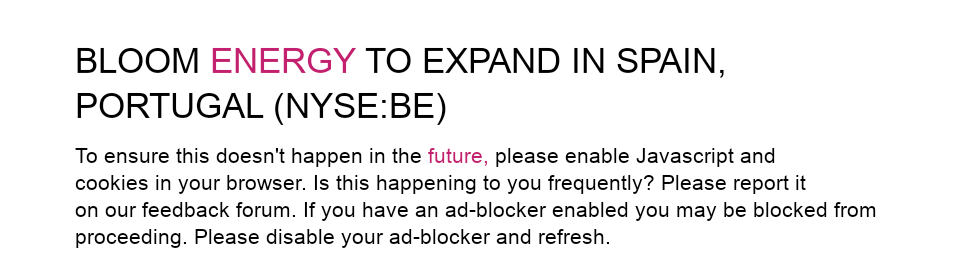 BLOOM ENERGY TO EXPAND IN SPAIN,
PORTUGAL (NYSE:BE)
To ensure this doesn't happen in the future, please enable Javascript and
cookies in your browser. Is this happening to you frequently? Please report it
on our feedback forum. If you have an ad-blocker enabled you may be blocked from
proceeding. Please disable your ad-blocker and refresh.